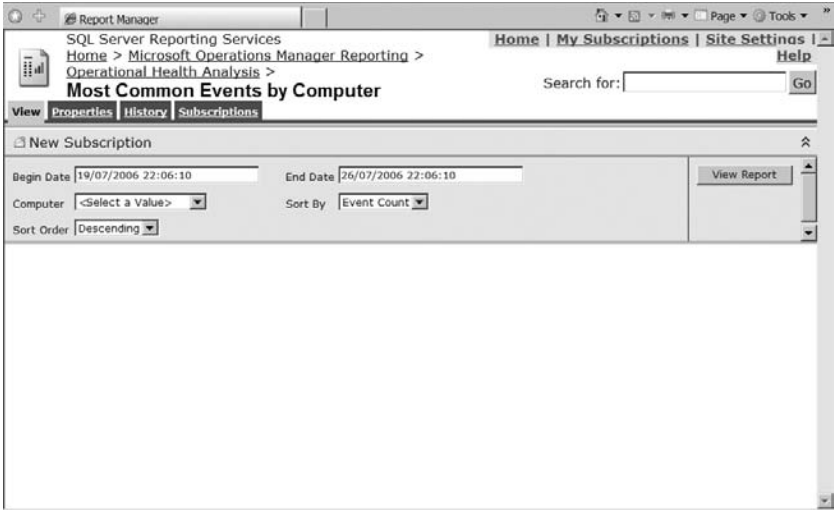 Report Manager
Page Tools »
SQL Server Reporting Services
Home | My Subscriptions | Site Settings |
Home > Microsoft Operations Manager Reporting >
Help
Operational Health Analysis >
Most Common Events by Computer
Search for: Go
View Properties History Subscriptions
New Subscription
Begin Date 19/07/2006 22:06:10 End Date 26/07/2006 22:06:10 View Report
Computer <Select a Value> Sort By Event Count
Sort Order Descending